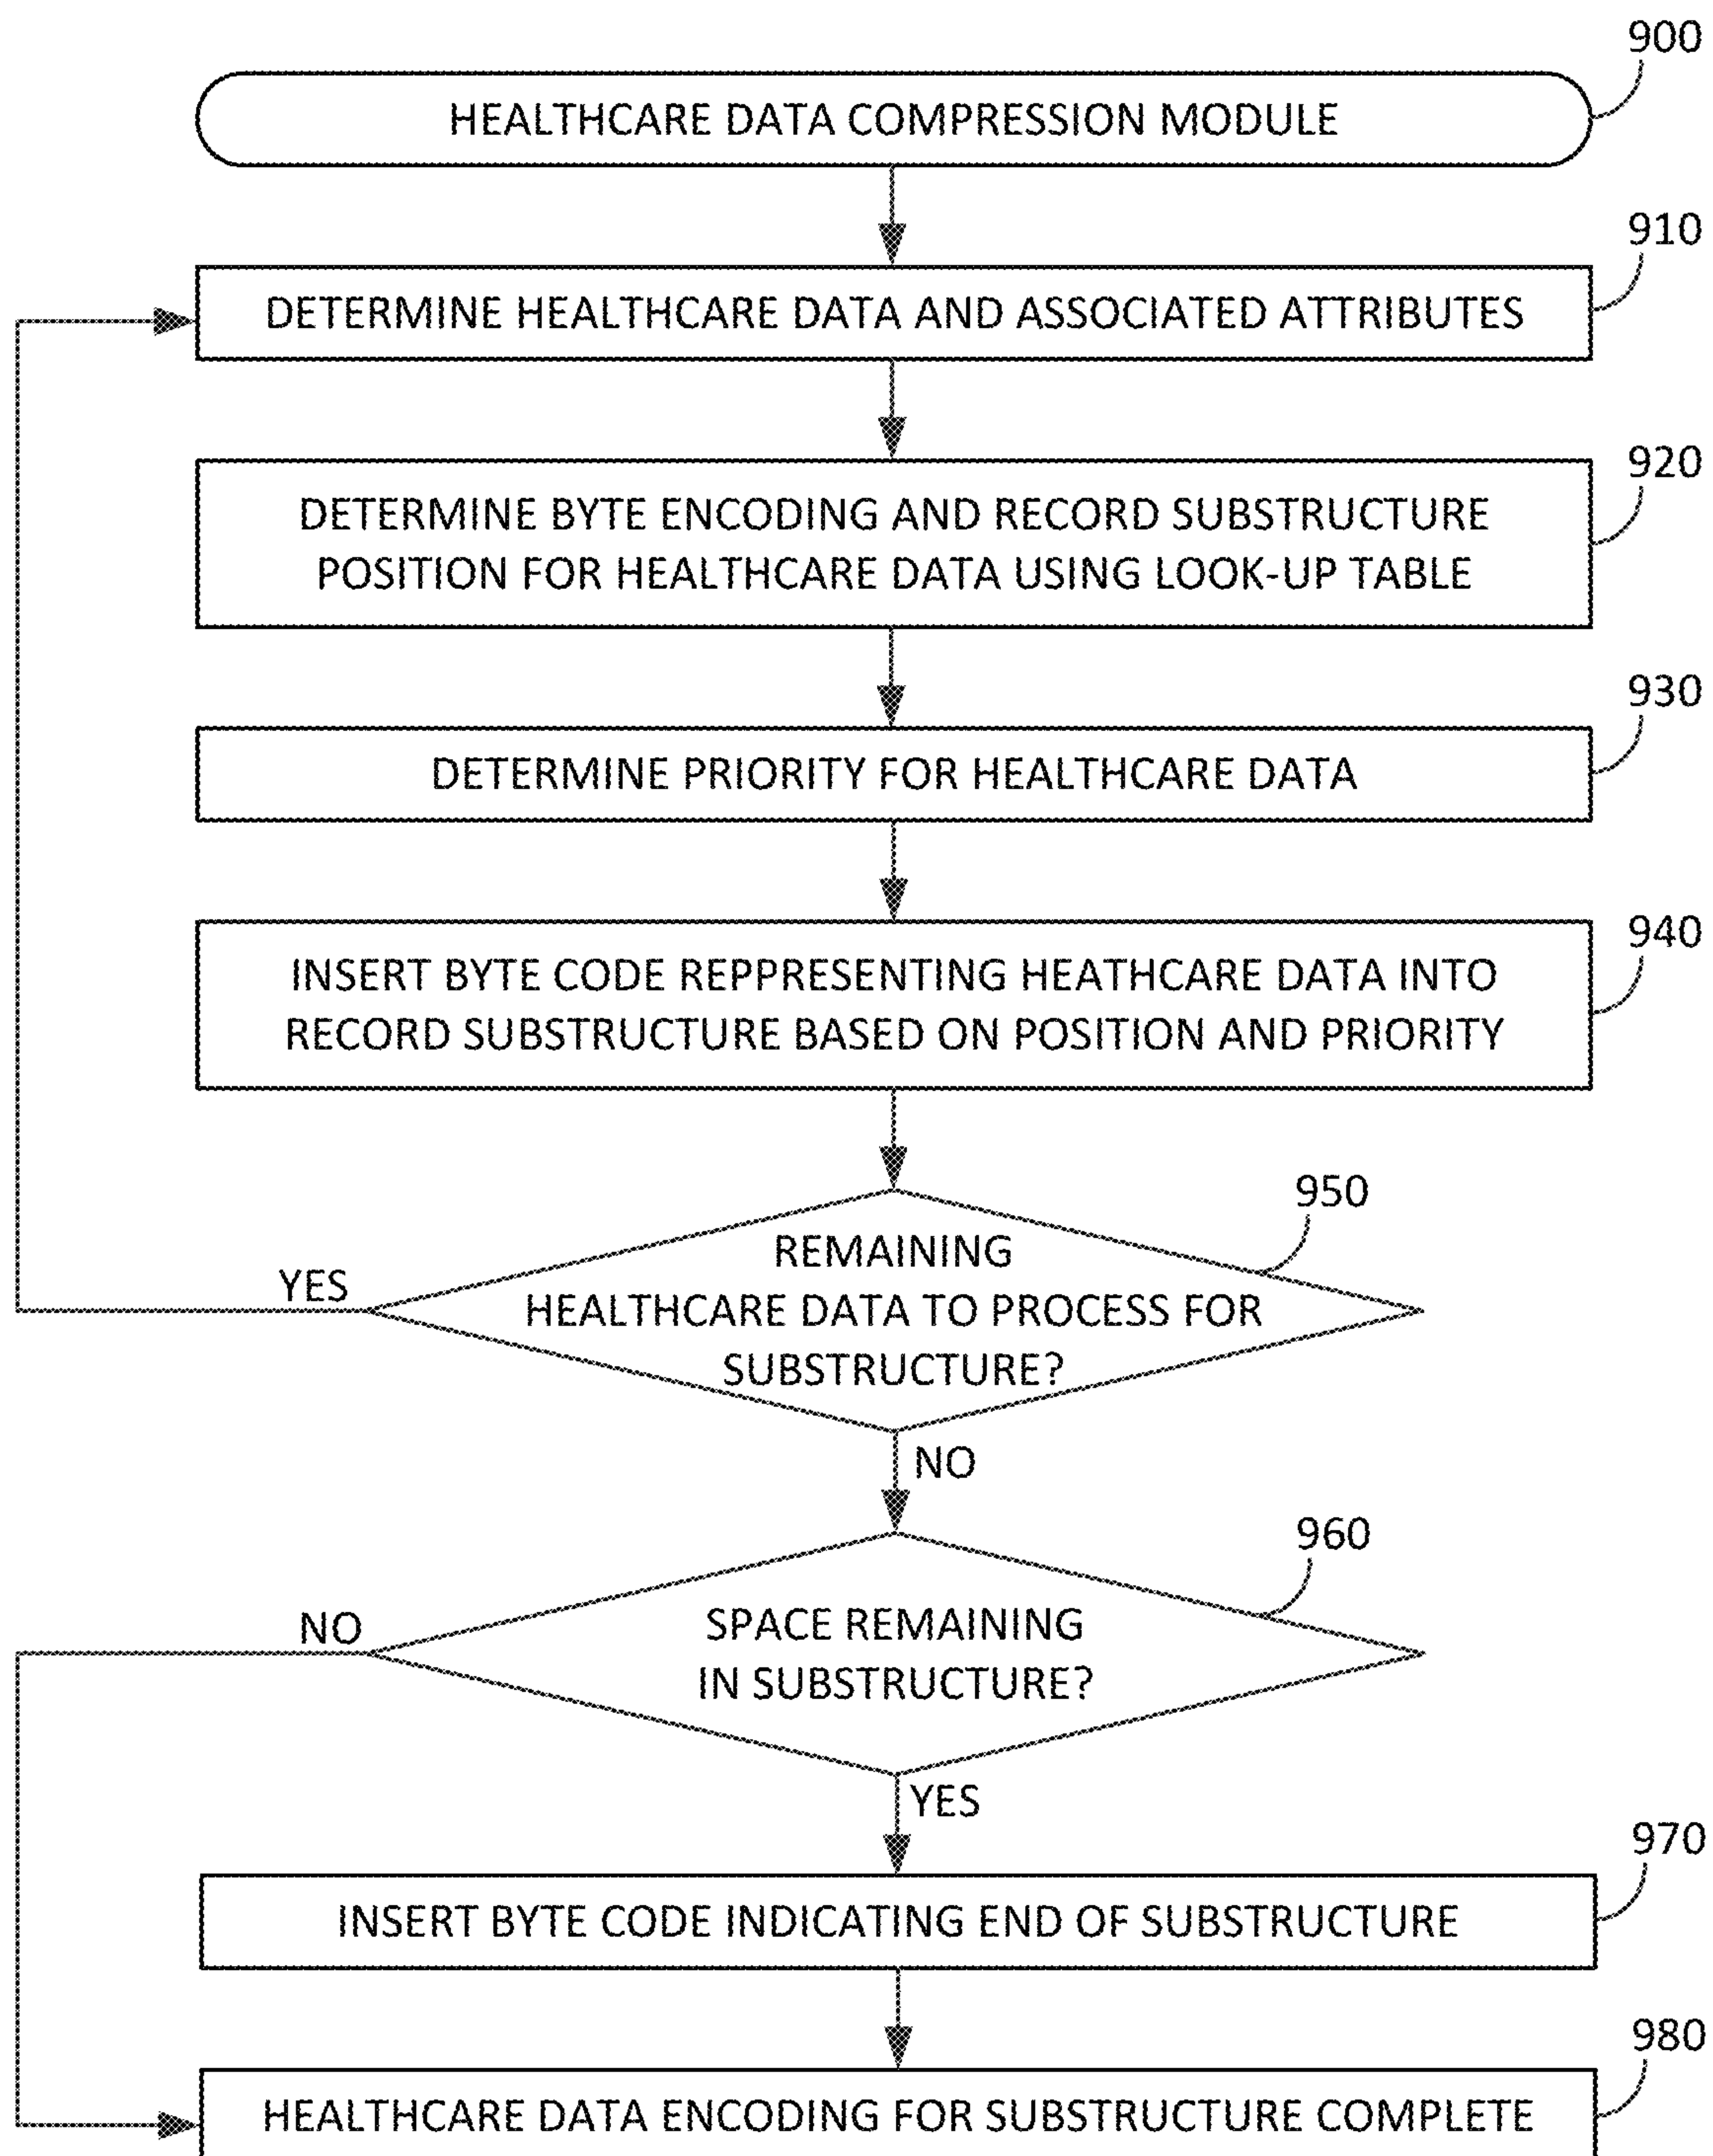 900
HEALTHCARE DATA COMPRESSION MODULE
910
DETERMINE HEALTHCARE DATA AND ASSOCIATED ATTRIBUTES
920
DETERMINE BYTE ENCODING AND RECORD SUBSTRUCTURE
POSITION FOR HEALTHCARE DATA USING LOOK-UP TABLE
930
DETERMINE PRIORITY FOR HEALTHCARE DATA
940
INSERT BYTE CODE REPPRESENTING HEATHCARE DATA INTO
RECORD SUBSTRUCTURE BASED ON POSITION AND PRIORITY
950
REMAINING
YES
HEALTHCARE DATA TO PROCESS FOR
SUBSTRUCTURE?
NO
960
NO
SPACE REMAINING
IN SUBSTRUCTURE?
YES
970
INSERT BYTE CODE INDICATING END OF SUBSTRUCTURE
980
HEALTHCARE DATA ENCODING FOR SUBSTRUCTURE COMPLETE